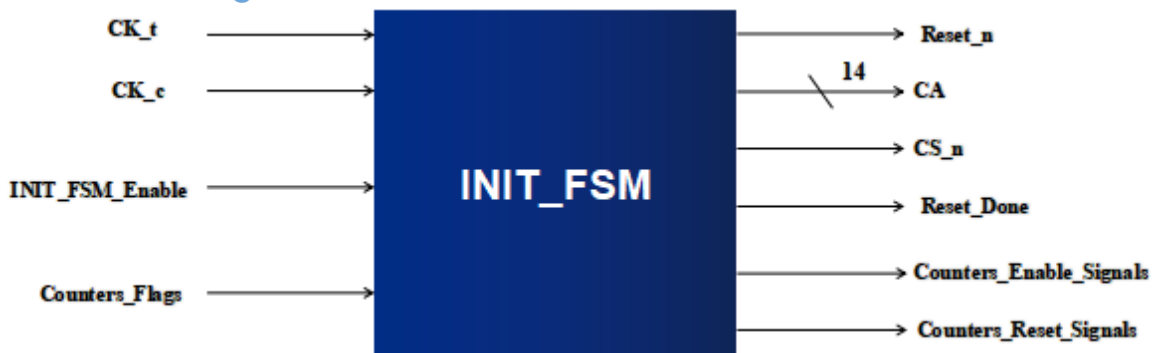 CK_t
Reset_n
14
CK_c
CA
CS_n
INIT_FSM_Enable
INIT_FSM
Reset_Done
Counters_Flags
Counters_Enable_Signals
Counters_Reset_Signals